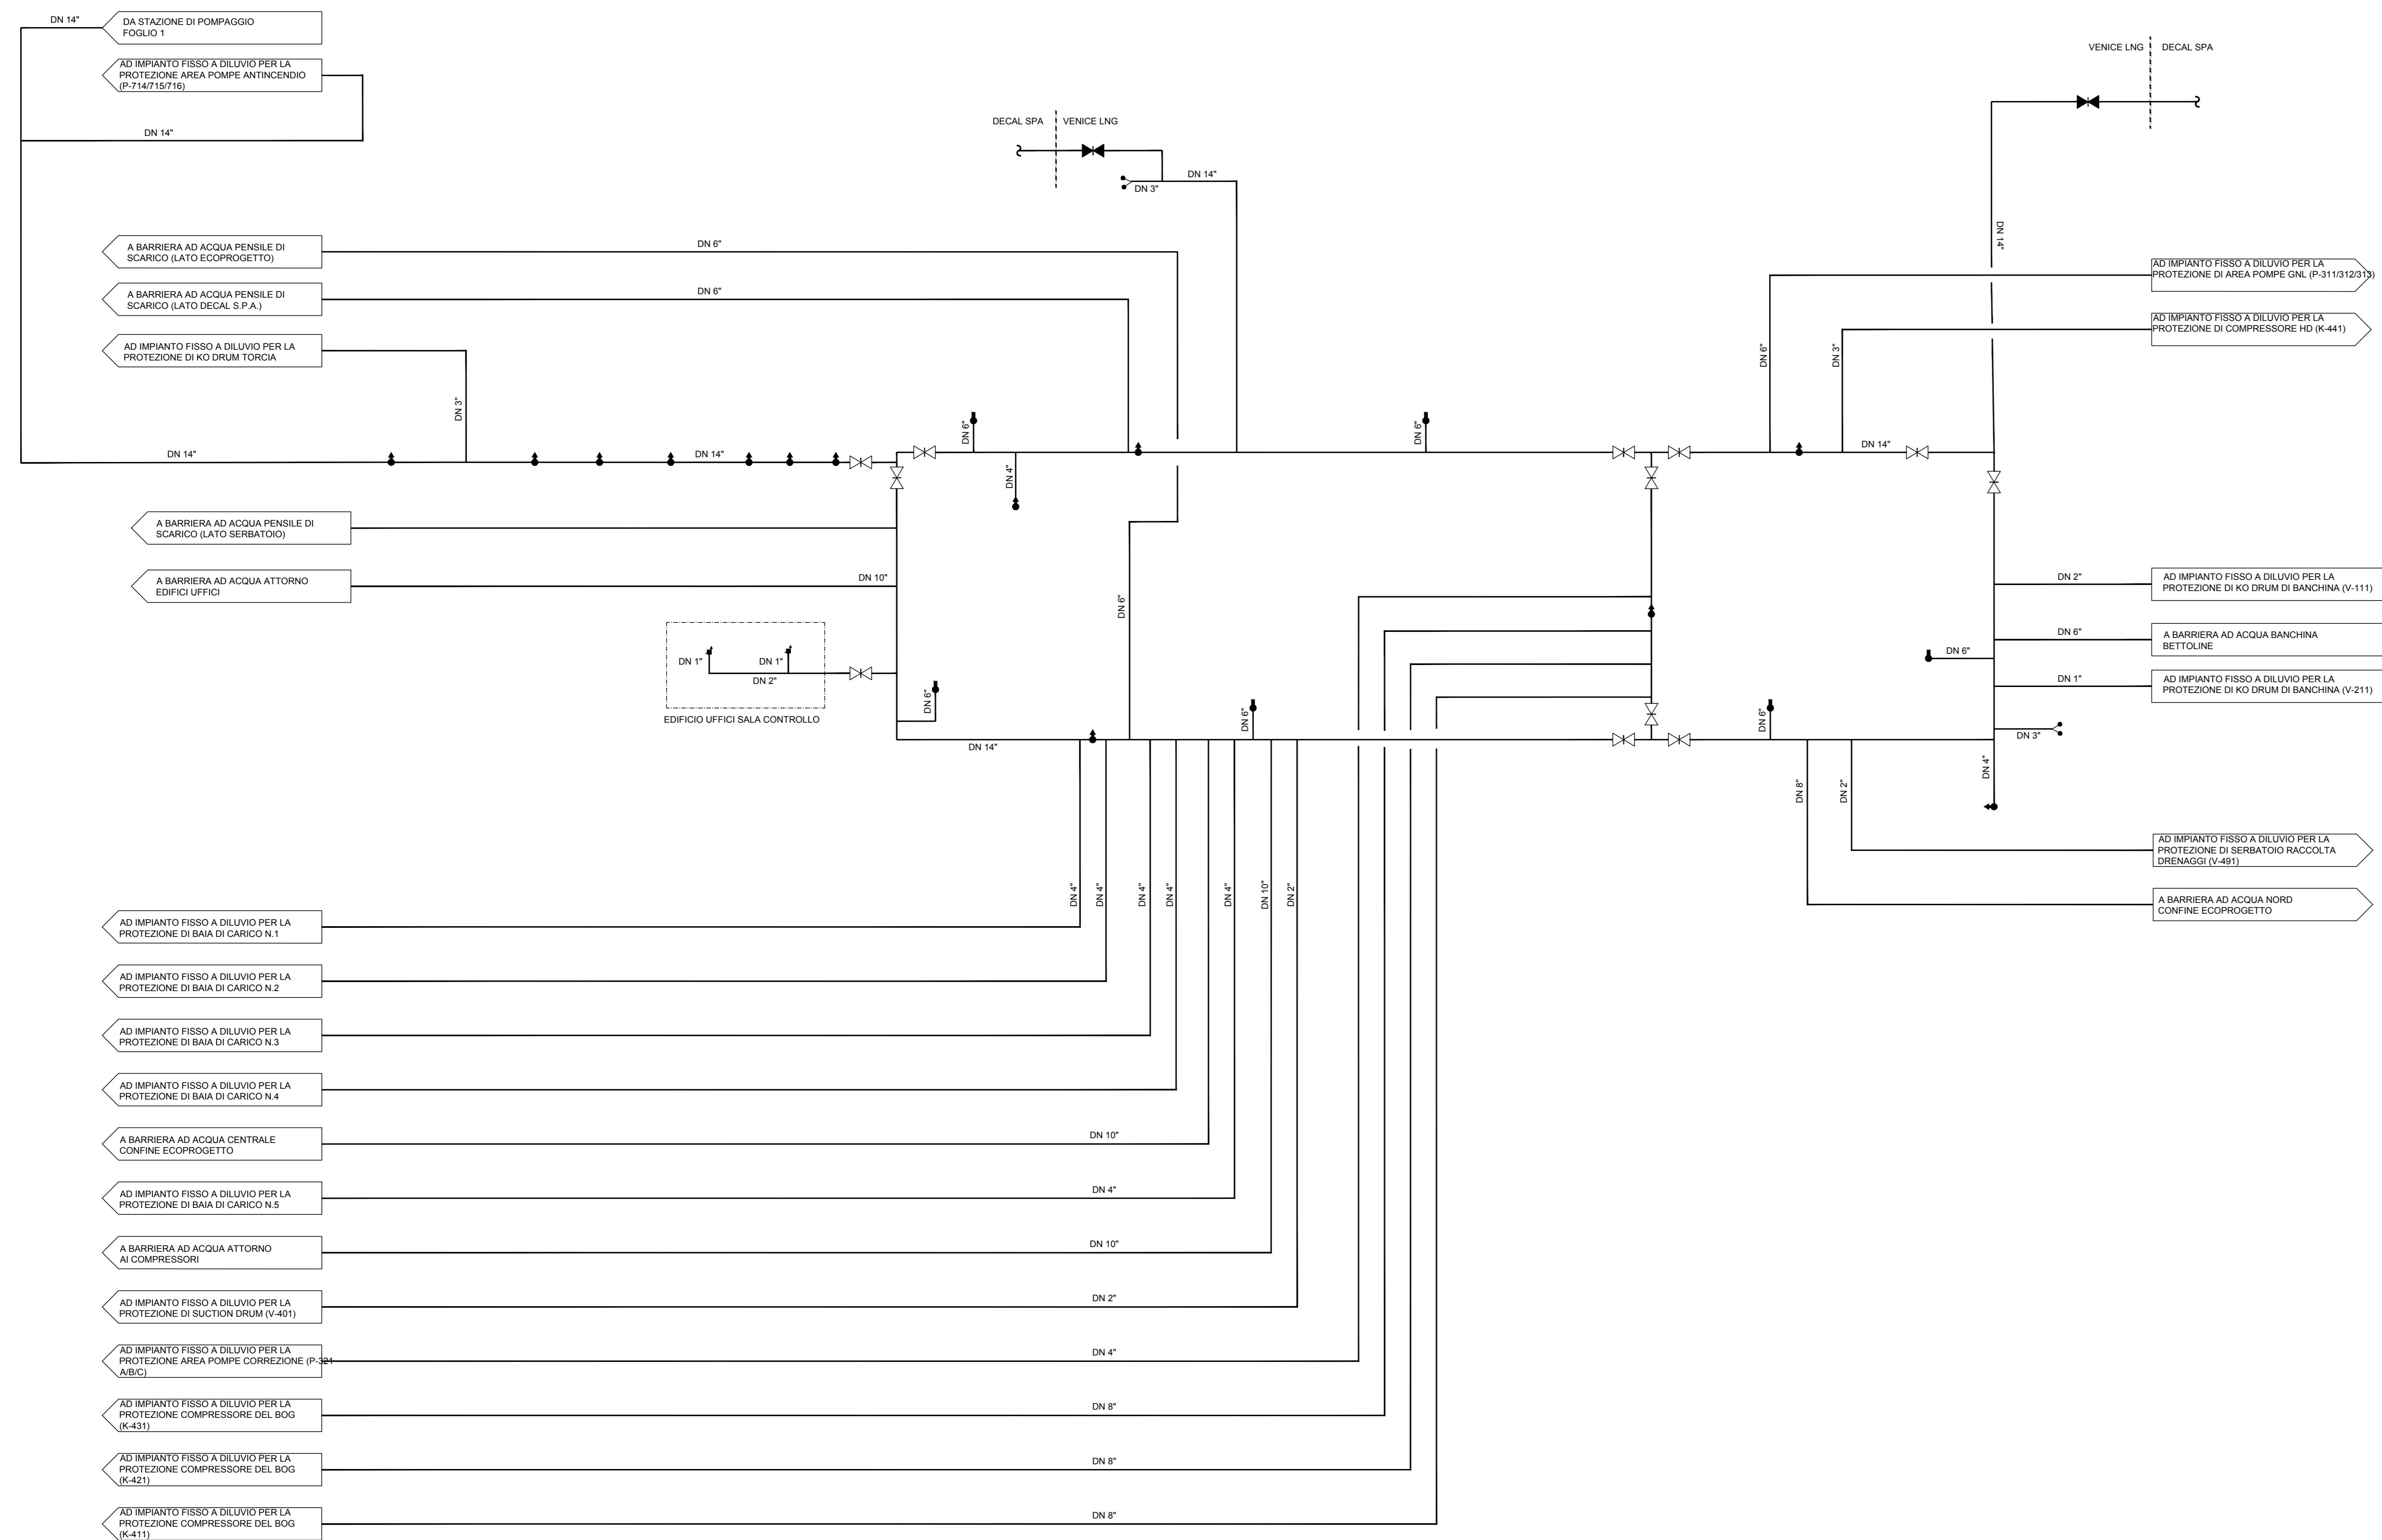 DN 14"
DA STAZIONE DI POMPAGGIO
FOGLIO 1
AD IMPIANTO FISSO A DILUVIO PER LA
PROTEZIONE AREA POMPE ANTINCENDIO
(P-714/715/716)
DN 14"
VENICE LNG
DECAL SPA
DECAL SPA
VENICE LNG
DN 14"
DN 3"
DN 14"
A BARRIERA AD ACQUA PENSILE DI
SCARICO (LATO ECOPROGETTO)
DN 6"
A BARRIERA AD ACQUA PENSILE DI
SCARICO (LATO DECAL S.P.A.)
DN 6"
AD IMPIANTO FISSO A DILUVIO PER LA
PROTEZIONE DI KO DRUM TORCIA
DN 3"
AD IMPIANTO FISSO A DILUVIO PER LA
PROTEZIONE DI AREA POMPE GNL (P-311/312/313)
AD IMPIANTO FISSO A DILUVIO PER LA
PROTEZIONE DI COMPRESSORE HD (K-441)
DN 6"
DN 3"
DN 14"
DN 14"
DN 6"
DN 4"
DN 6"
DN 14"
A BARRIERA AD ACQUA PENSILE DI
SCARICO (LATO SERBATOIO)
A BARRIERA AD ACQUA ATTORNO
EDIFICI UFFICI
DN 10"
DN 6"
DN 1"
DN 1"
DN 2"
EDIFICIO UFFICI SALA CONTROLLO
DN 6"
DN 14"
DN 6"
DN 6"
DN 2"
AD IMPIANTO FISSO A DILUVIO PER LA
PROTEZIONE DI KO DRUM DI BANCHINA (V-111)
DN 6"
A BARRIERA AD ACQUA BANCHINA
BETTOLINE
DN 6"
DN 1"
AD IMPIANTO FISSO A DILUVIO PER LA
PROTEZIONE DI KO DRUM DI BANCHINA (V-211)
DN 3"
DN 4"
DN 8"
DN 2"
AD IMPIANTO FISSO A DILUVIO PER LA
PROTEZIONE DI SERBATOIO RACCOLTA
DRENAGGI (V-491)
A BARRIERA AD ACQUA NORD
CONFINE ECOPROGETTO
DN 4"
DN 4"
DN 4"
DN 4"
DN 4"
DN 10"
DN 2"
AD IMPIANTO FISSO A DILUVIO PER LA
PROTEZIONE DI BAIA DI CARICO N.1
AD IMPIANTO FISSO A DILUVIO PER LA
PROTEZIONE DI BAIA DI CARICO N.2
AD IMPIANTO FISSO A DILUVIO PER LA
PROTEZIONE DI BAIA DI CARICO N.3
AD IMPIANTO FISSO A DILUVIO PER LA
PROTEZIONE DI BAIA DI CARICO N.4
A BARRIERA AD ACQUA CENTRALE
CONFINE ECOPROGETTO
DN 10"
AD IMPIANTO FISSO A DILUVIO PER LA
PROTEZIONE DI BAIA DI CARICO N.5
DN 4"
A BARRIERA AD ACQUA ATTORNO
AI COMPRESSORI
DN 10"
AD IMPIANTO FISSO A DILUVIO PER LA
PROTEZIONE DI SUCTION DRUM (V-401)
DN 2"
AD IMPIANTO FISSO A DILUVIO PER LA
PROTEZIONE AREA POMPE CORREZIONE (P-321
A/B/C)
DN 4"
AD IMPIANTO FISSO A DILUVIO PER LA
PROTEZIONE COMPRESSORE DEL BOG
(K-431)
DN 8"
AD IMPIANTO FISSO A DILUVIO PER LA
PROTEZIONE COMPRESSORE DEL BOG
(K-421)
DN 8"
AD IMPIANTO FISSO A DILUVIO PER LA
PROTEZIONE COMPRESSORE DEL BOG
(K-411)
DN 8"